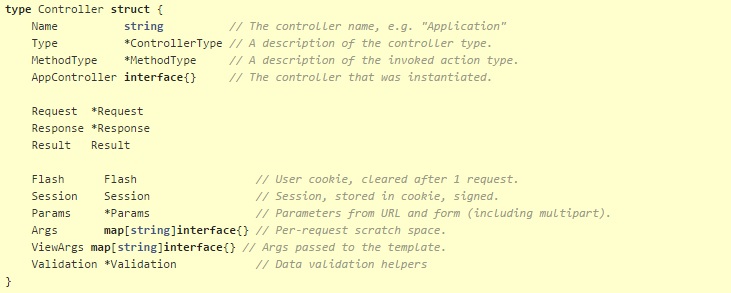 type Controller struct {
    Name          string          // The controller name, e.g. "Application"
    Type          *ControllerType // A description of the controller type.
    MethodType    *MethodType     // A description of the invoked action type.
    AppController interface{}     // The controller that was instantiated.

    Request  *Request
    Response *Response
    Result   Result

    Flash      Flash                  // User cookie, cleared after 1 request.
    Session    Session                // Session, stored in cookie, signed.
    Params     *Params                // Parameters from URL and form (including multipart).
    Args       map[string]interface{} // Per-request scratch space.
    ViewArgs map[string]interface{} // Args passed to the template.
    Validation *Validation            // Data validation helpers
}